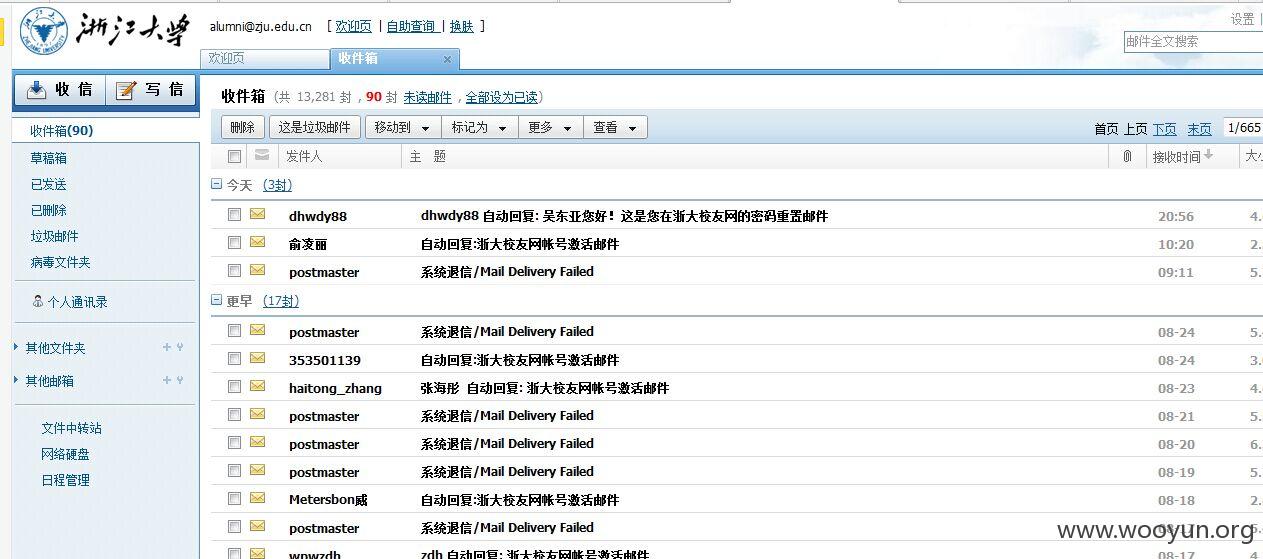 浙江大学
ZHEJIANG UNIVERSITY
alumni@zju.edu.cn [ 欢迎页 | 自助查询 | 换肤 ]
设置
邮件全文搜索
欢迎页 收件箱 ×
收 信 写 信
收件箱 (共 13,281 封 , 90 封 未读邮件 , 全部设为已读)
删除 这是垃圾邮件 移动到 标记为 更多 查看
首页 上页 下页 末页 1/665
发件人 主 题 接收时间
收件箱(90)
草稿箱
已发送
已删除
垃圾邮件
病毒文件夹
个人通讯录
其他文件夹
其他邮箱
文件中转站
网络硬盘
日程管理
今天 (3封)
dhwdy88 dhwdy88 自动回复: 吴东亚您好！这是您在浙大校友网的密码重置邮件 20:56 4.
俞凌丽 自动回复:浙大校友网帐号激活邮件 10:20 2.
postmaster 系统退信/Mail Delivery Failed 09:11 5.
更早 (17封)
postmaster 系统退信/Mail Delivery Failed 08-24 5.
353501139 自动回复:浙大校友网帐号激活邮件 08-24 3.
haitong_zhang 张海彤 自动回复: 浙大校友网帐号激活邮件 08-23 4.
postmaster 系统退信/Mail Delivery Failed 08-21 5.
postmaster 系统退信/Mail Delivery Failed 08-20 6.
postmaster 系统退信/Mail Delivery Failed 08-19 5.
Metersbon威 自动回复:浙大校友网帐号激活邮件 08-18 2.
postmaster 系统退信/Mail Delivery Failed 08-17 5.
wpwzdh zdh 自动回复: 浙大校友网帐号激活邮件 08-17 4.
www.wooyun.org